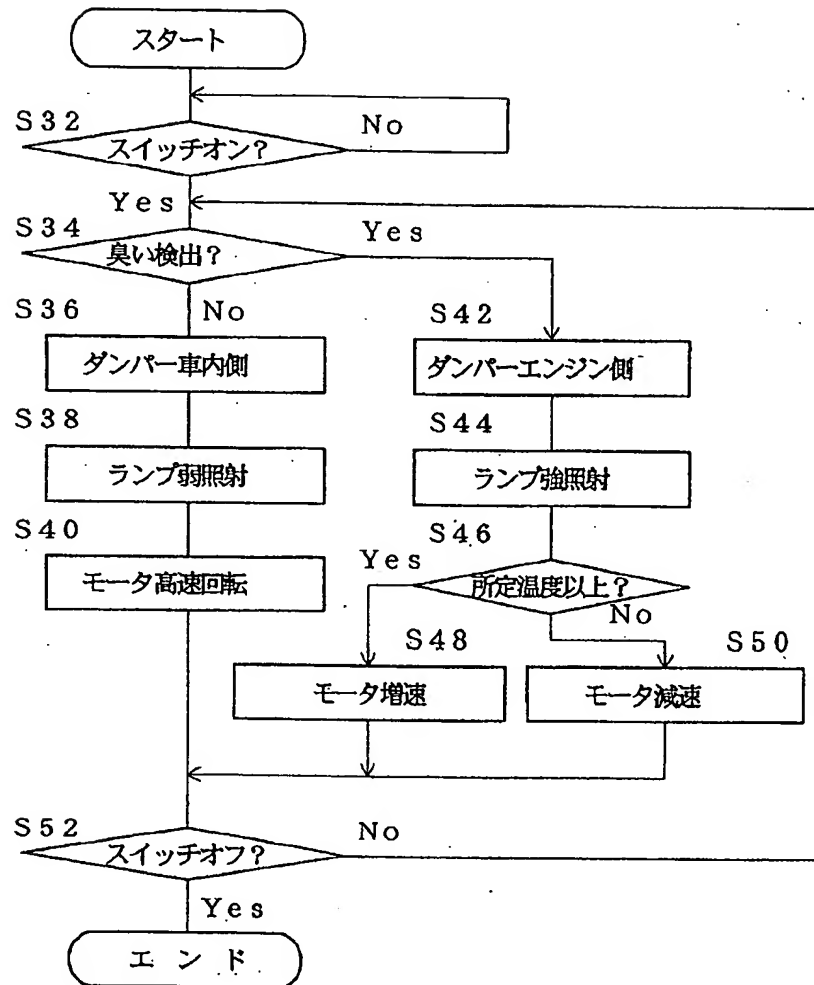 スタート
S32
No
スイッチオン?
Yes
S34
Yes
臭い検出?
S36
No
S42
ダンパー車内側
ダンパーエンジン側
S38
S44
ランプ弱照射
ランプ強照射
S40
S46
Yes
モータ高速回転
所定温度以上?
No
S48
S50
モータ増速
モータ減速
S52
No
スイッチオフ?
Yes
エンド